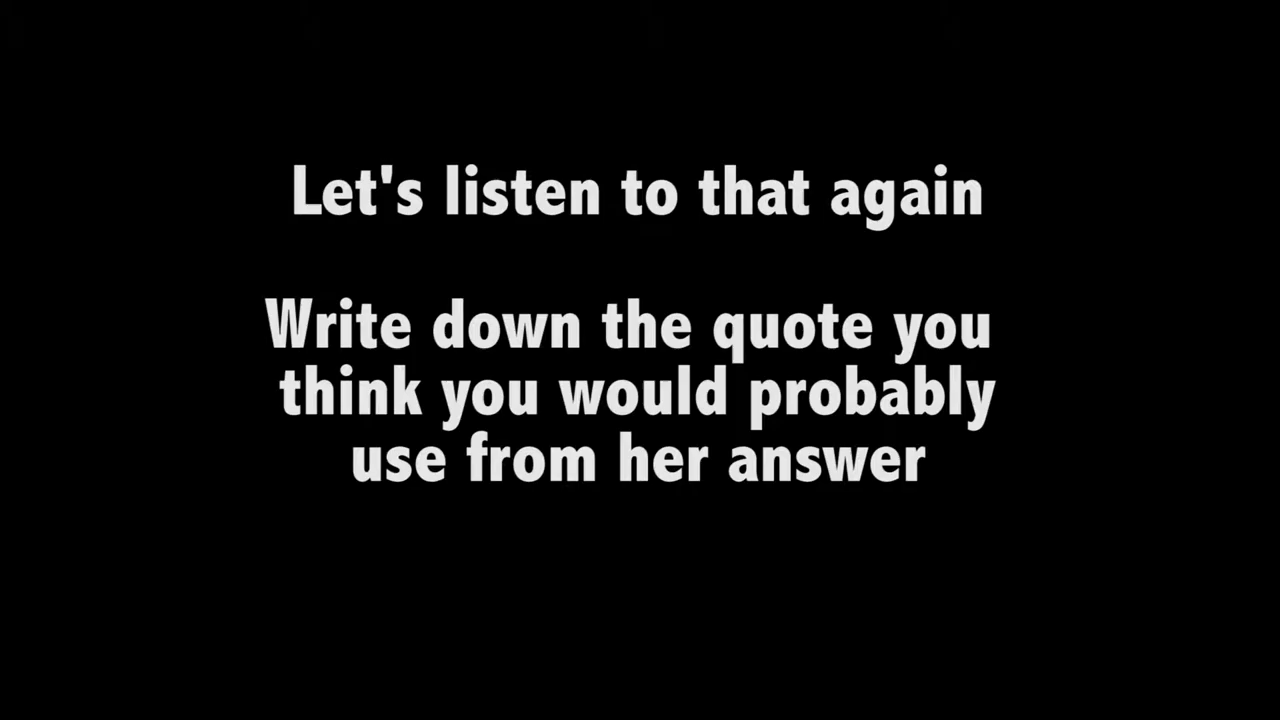 Let's listen to that again
Write down the quote you
think you would probably
use from her answer